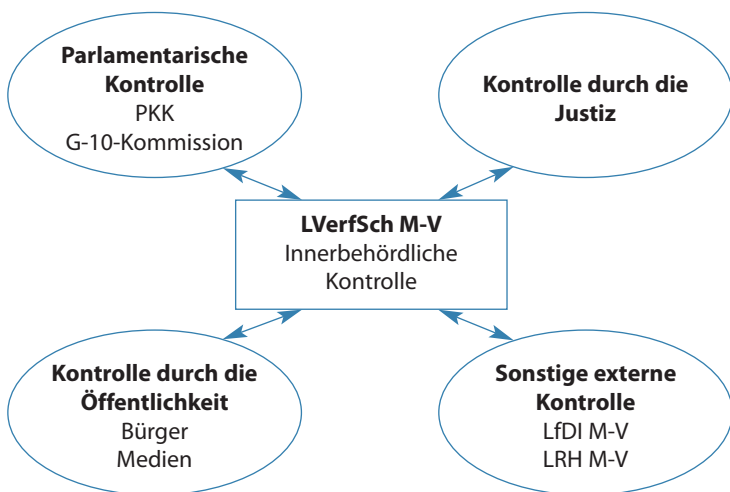 Parlamentarische
Kontrolle
PKK
G-10-Kommission
Kontrolle durch die
Justiz
LVerfSch M-V
Innerbehördliche
Kontrolle
Kontrolle durch die
Öffentlichkeit
Bürger
Medien
Sonstige externe
Kontrolle
LfDI M-V
LRH M-V